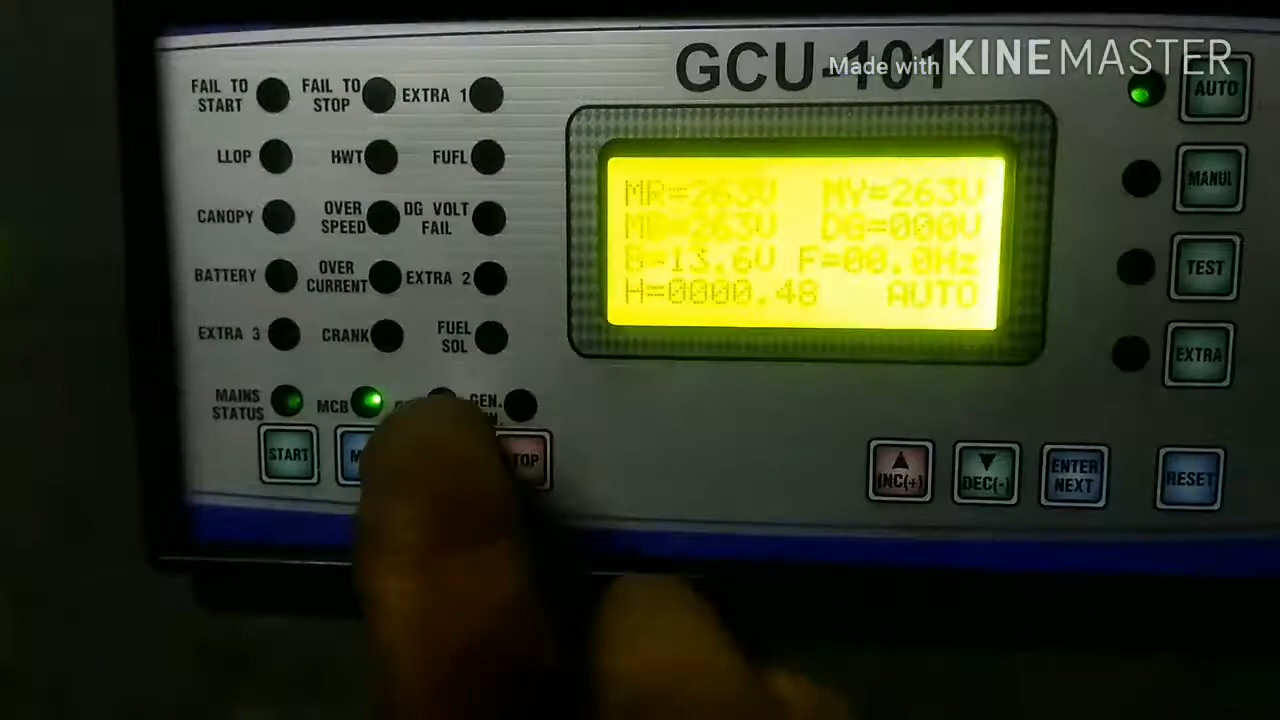 GCU-101
Made with KINEMASTER
FAIL TO START
FAIL TO STOP
EXTRA 1
LLOP
HWT
FUFL
CANOPY
OVER SPEED
DG VOLT FAIL
BATTERY
OVER CURRENT
EXTRA 2
EXTRA 3
CRANK
FUEL SOL
MAINS STATUS
MCB
GEN.
START
MR=263V MY=263V
MB=263V DG=000V
B=13.6V F=00.0Hz
H=0000.48 AUTO
AUTO
MANUL
TEST
EXTRA
INC(+)
DEC(-)
ENTER NEXT
RESET